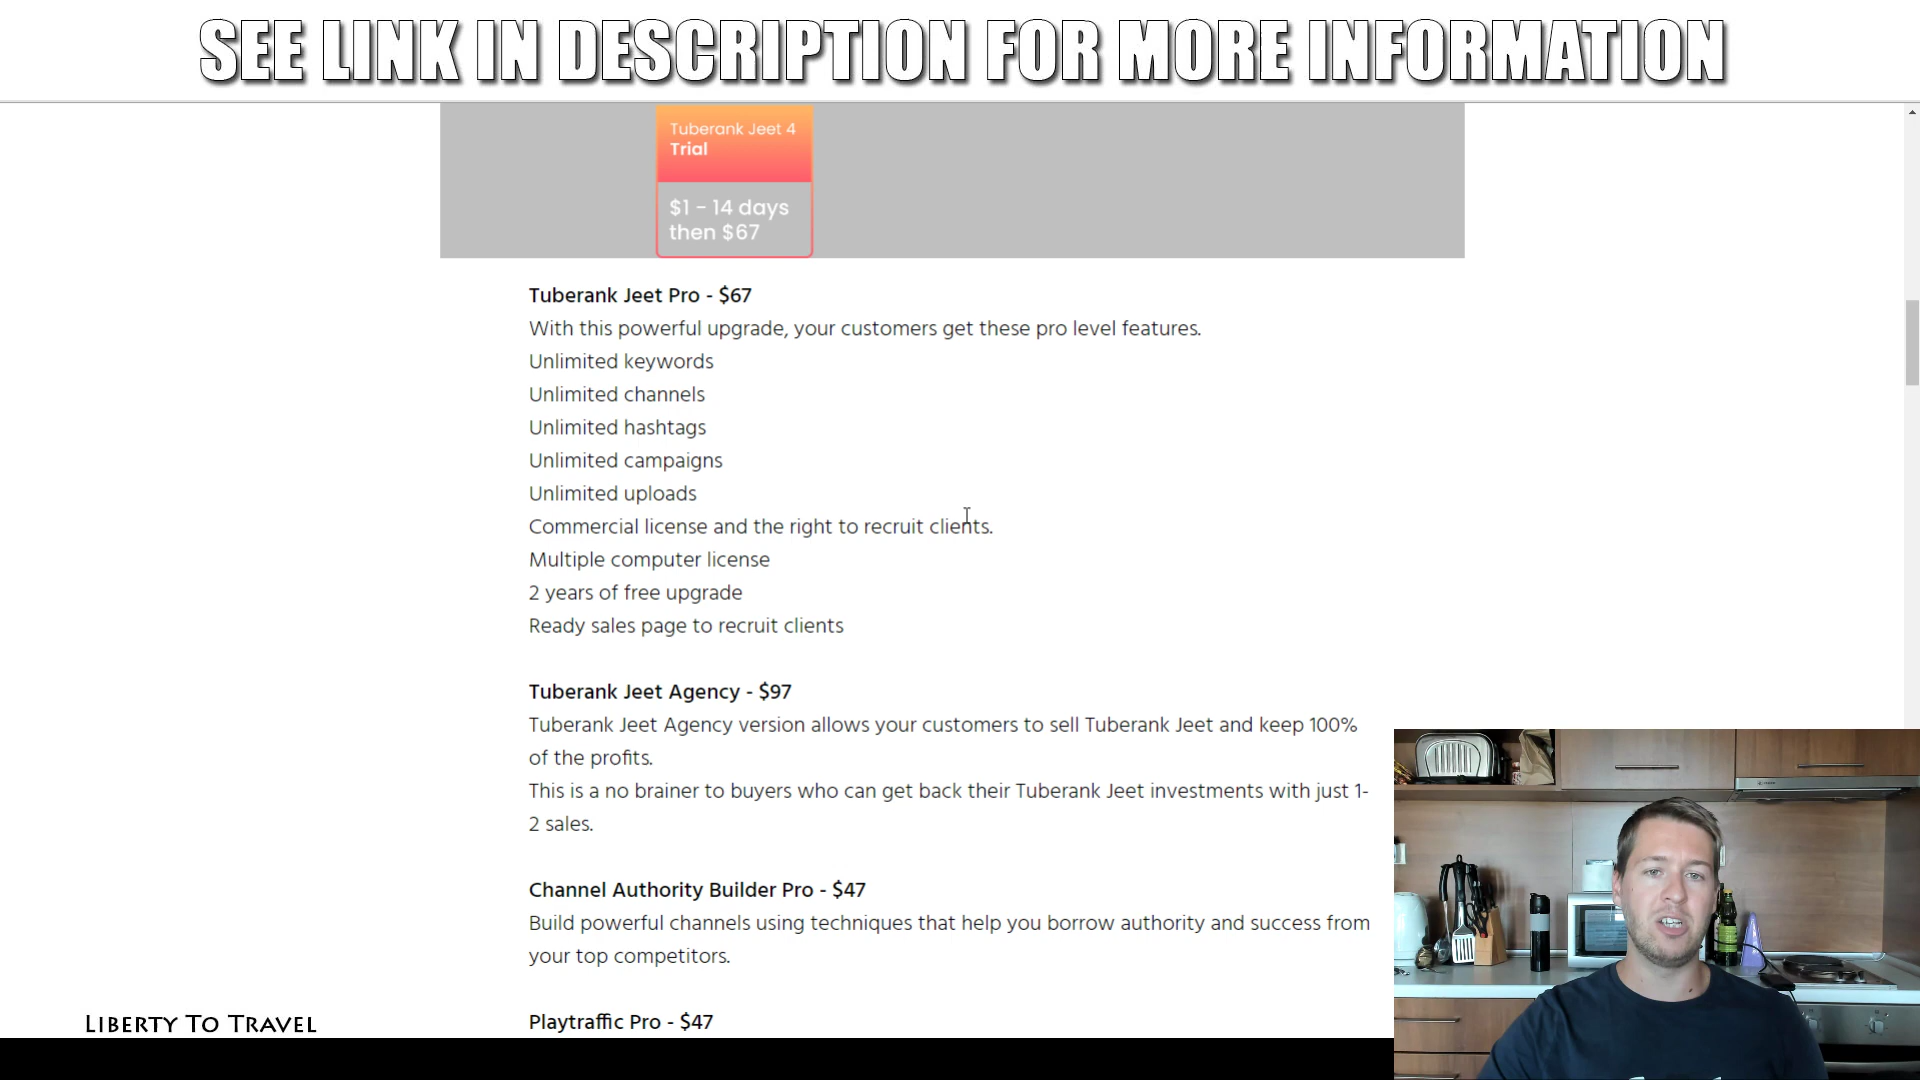 SEE LINK IN DESCRIPTION FOR MORE INFORMATION
Tuberank Jeet 4
Trial
$1 - 14 days
then $67
Tuberank Jeet Pro - $67
With this powerful upgrade, your customers get these pro level features.
Unlimited keywords
Unlimited channels
Unlimited hashtags
Unlimited campaigns
Unlimited uploads
Commercial license and the right to recruit clients.
Multiple computer license
2 years of free upgrade
Ready sales page to recruit clients
Tuberank Jeet Agency - $97
Tuberank Jeet Agency version allows your customers to sell Tuberank Jeet and keep 100%
of the profits.
This is a no brainer to buyers who can get back their Tuberank Jeet investments with just 1-
2 sales.
Channel Authority Builder Pro - $47
Build powerful channels using techniques that help you borrow authority and success from
your top competitors.
Playtraffic Pro - $47
LIBERTY TO TRAVEL